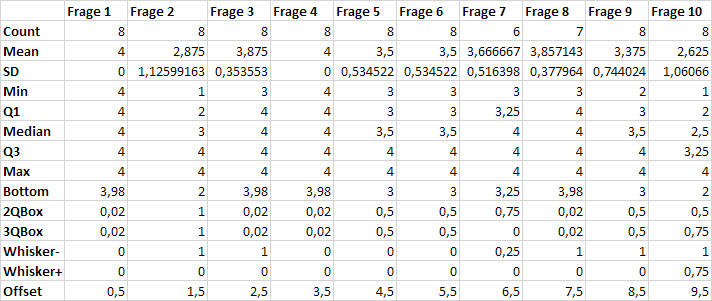 Frage 1 Frage 2 Frage 3 Frage 4 Frage 5 Frage 6 Frage 7 Frage 8 Frage 9 Frage 10
Count 8 8 8 8 8 8 6 7 8 8
Mean 4 2,875 3,875 4 3,5 3,5 3,666667 3,857143 3,375 2,625
SD 0 1,12599163 0,353553 0 0,534522 0,534522 0,516398 0,377964 0,744024 1,06066
Min 4 1 3 4 3 3 3 3 2 1
Q1 4 2 4 4 3 3 3,25 4 3 2
Median 4 3 4 4 3,5 3,5 4 4 3,5 2,5
Q3 4 4 4 4 4 4 4 4 4 3,25
Max 4 4 4 4 4 4 4 4 4 4
Bottom 3,98 2 3,98 3,98 3 3 3,25 3,98 3 2
2QBox 0,02 1 0,02 0,02 0,5 0,5 0,75 0,02 0,5 0,5
3QBox 0,02 1 0,02 0,02 0,5 0,5 0 0,02 0,5 0,75
Whisker- 0 1 1 0 0 0 0,25 1 1 1
Whisker+ 0 0 0 0 0 0 0 0 0 0,75
Offset 0,5 1,5 2,5 3,5 4,5 5,5 6,5 7,5 8,5 9,5